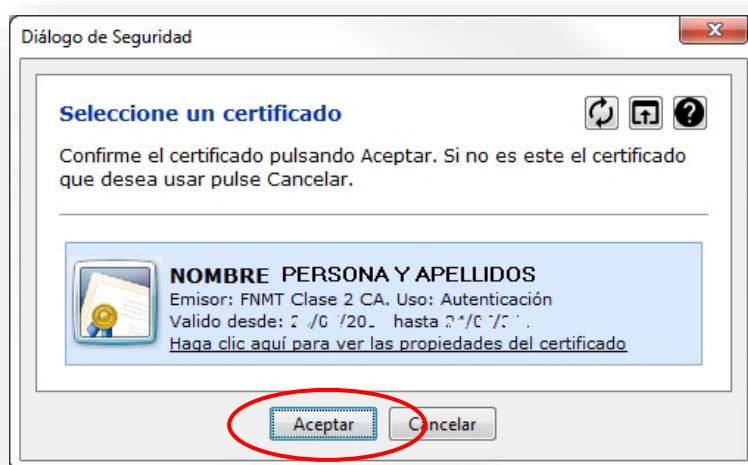 Diálogo de Seguridad
Seleccione un certificado
Confirme el certificado pulsando Aceptar. Si no es este el certificado
que desea usar pulse Cancelar.
NOMBRE PERSONA Y APELLIDOS
Emisor: FNMT Clase 2 CA. Uso: Autenticación
Valido desde: hasta
Haga clic aquí para ver las propiedades del certificado
Aceptar Cancelar